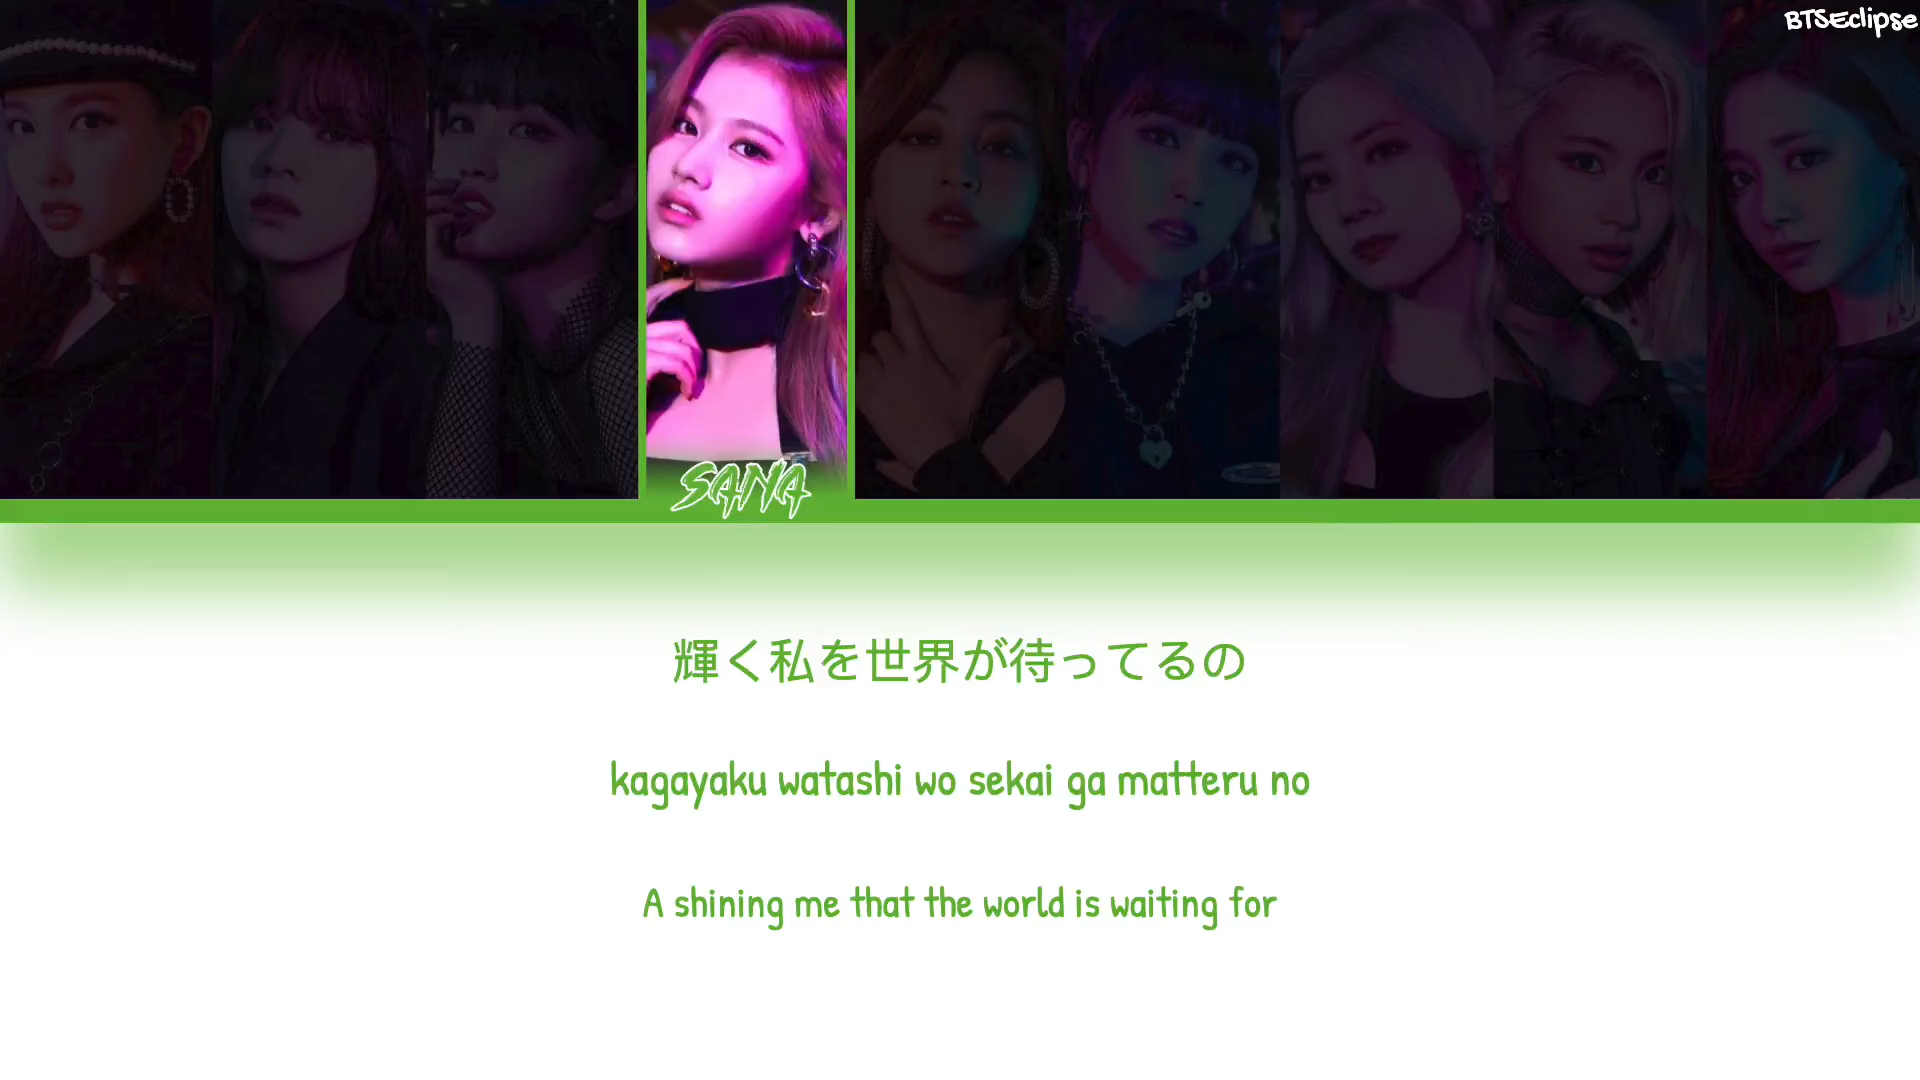 BTSEclipse
SANA
輝く私を世界が待ってるの
kagayaku watashi wo sekai ga matteru no
A shining me that the world is waiting for